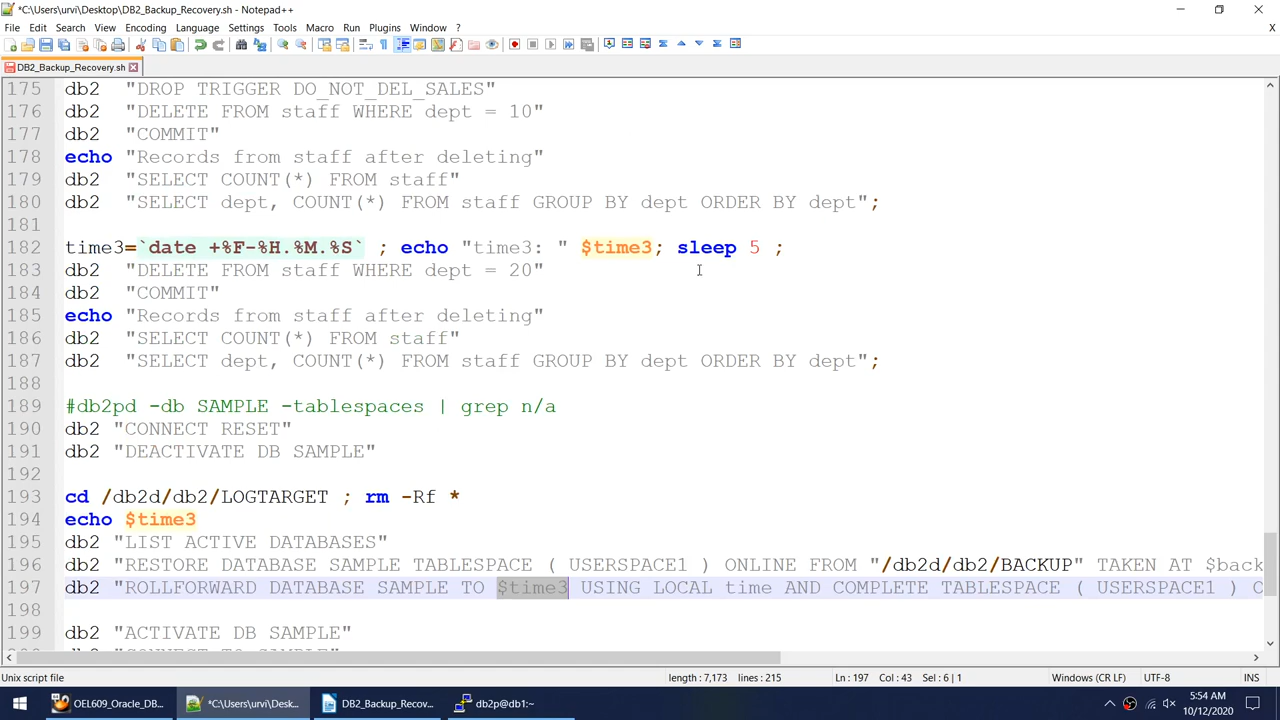 *C:\Users\urvi\Desktop\DB2_Backup_Recovery.sh - Notepad++
File Edit Search View Encoding Language Settings Tools Macro Run Plugins Window ? X
DB2_Backup_Recovery.sh
175 db2 "DROP TRIGGER DO_NOT_DEL_SALES"
176 db2 "DELETE FROM staff WHERE dept = 10"
177 db2 "COMMIT"
178 echo "Records from staff after deleting"
179 db2 "SELECT COUNT(*) FROM staff"
180 db2 "SELECT dept, COUNT(*) FROM staff GROUP BY dept ORDER BY dept";
181
182 time3=`date +%F-%H.%M.%S` ; echo "time3: " $time3; sleep 5 ;
183 db2 "DELETE FROM staff WHERE dept = 20"
184 db2 "COMMIT"
185 echo "Records from staff after deleting"
186 db2 "SELECT COUNT(*) FROM staff"
187 db2 "SELECT dept, COUNT(*) FROM staff GROUP BY dept ORDER BY dept";
188
189 #db2pd -db SAMPLE -tablespaces | grep n/a
190 db2 "CONNECT RESET"
191 db2 "DEACTIVATE DB SAMPLE"
192
193 cd /db2d/db2/LOGTARGET ; rm -Rf *
194 echo $time3
195 db2 "LIST ACTIVE DATABASES"
196 db2 "RESTORE DATABASE SAMPLE TABLESPACE ( USERSPACE1 ) ONLINE FROM "/db2d/db2/BACKUP" TAKEN AT $back
197 db2 "ROLLFORWARD DATABASE SAMPLE TO $time3 USING LOCAL time AND COMPLETE TABLESPACE ( USERSPACE1 ) C
198
199 db2 "ACTIVATE DB SAMPLE"
Unix script file length : 7,173 lines : 215 Ln : 197 Col : 43 Sel : 6 | 1 Windows (CR LF) UTF-8 INS
OEL609_Oracle_DB... *C:\Users\urvi\Desk... DB2_Backup_Recov... db2p@db1:~ 5:54 AM
10/12/2020